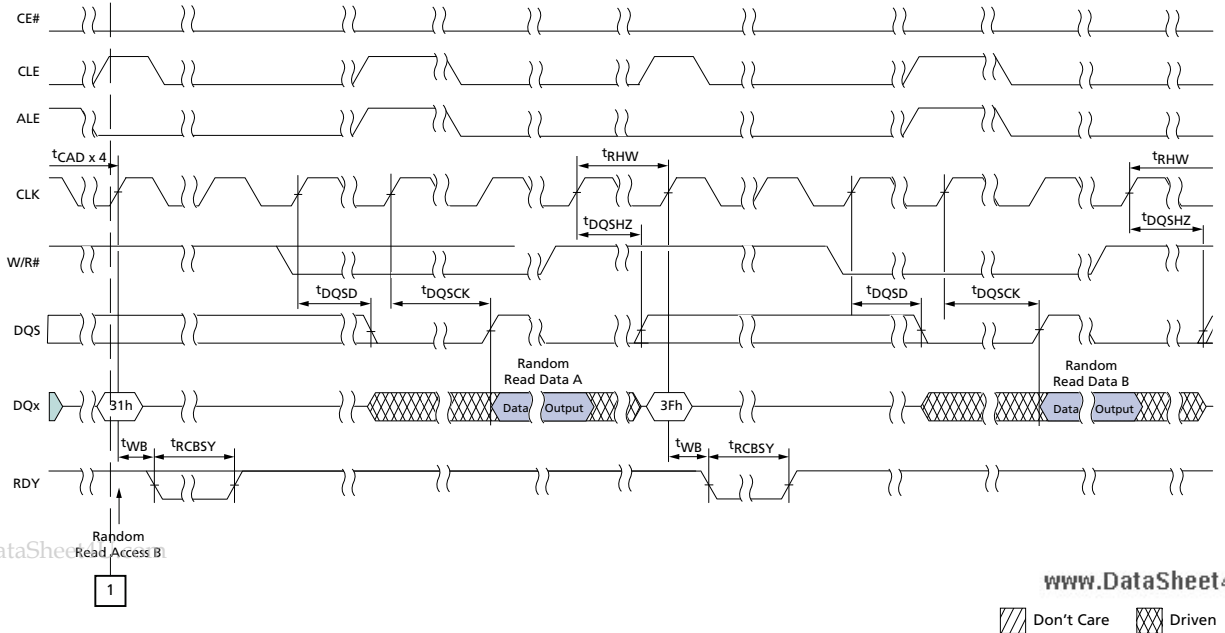 CE#
CLE
ALE
tCAD x 4
tRHW
tRHW
CLK
tDQSHZ
tDQSHZ
W/R#
tDQSD
tDQSCK
tDQSD
tDQSCK
DQS
Random
Read Data A
Random
Read Data B
DQx
31h
Data Output
3Fh
Data Output
tWB
tRCBSY
tWB
tRCBSY
RDY
Random
Read Access B
1
www.DataSheet4
Don't Care
Driven